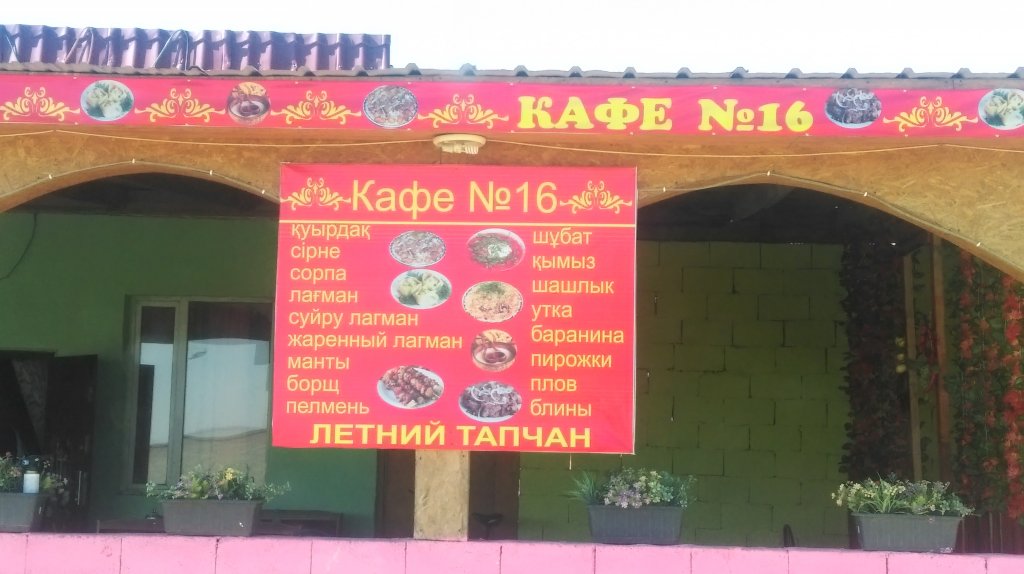 КАФЕ №16
Кафе №16
қуырдақ
сірне
сорпа
лағман
суйру лагман
жаренный лагман
манты
борщ
пелмень
шұбат
қымыз
шашлык
утка
баранина
пирожки
плов
блины
ЛЕТНИЙ ТАПЧАН